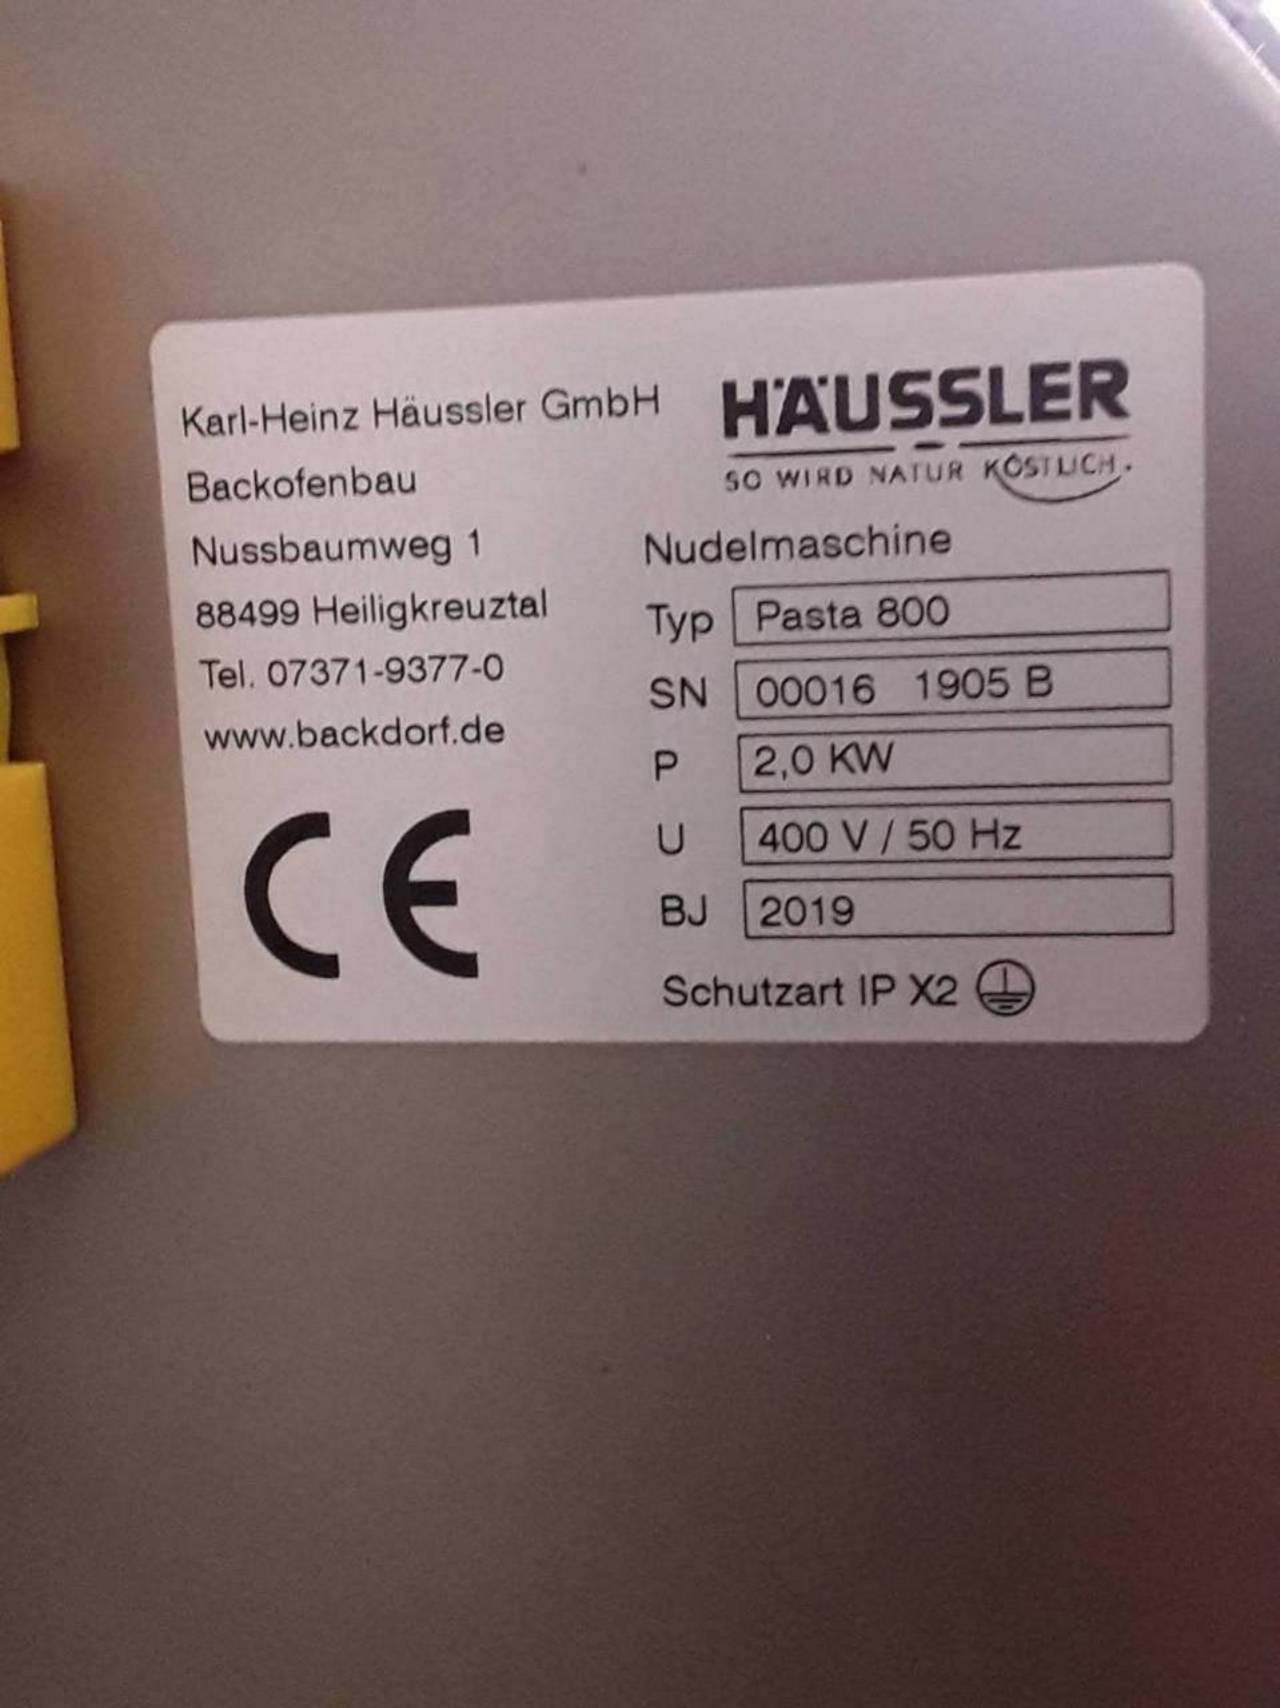 Karl-Heinz Häussler GmbH
Backofenbau
Nussbaumweg 1
88499 Heiligkreuztal
Tel. 07371-9377-0
www.backdorf.de
CE
HÄUSSLER
SO WIRD NATUR KÖSTLICH.
Nudelmaschine
Typ Pasta 800
SN 00016 1905 B
P 2,0 KW
U 400 V / 50 Hz
BJ 2019
Schutzart IP X2